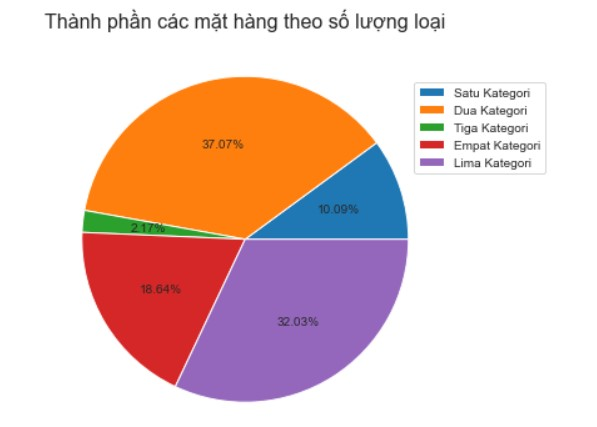 Thành phần các mặt hàng theo số lượng loại
Satu Kategori
Dua Kategori
Tiga Kategori
Empat Kategori
Lima Kategori
37.07%
10.09%
2.17%
18.64%
32.03%